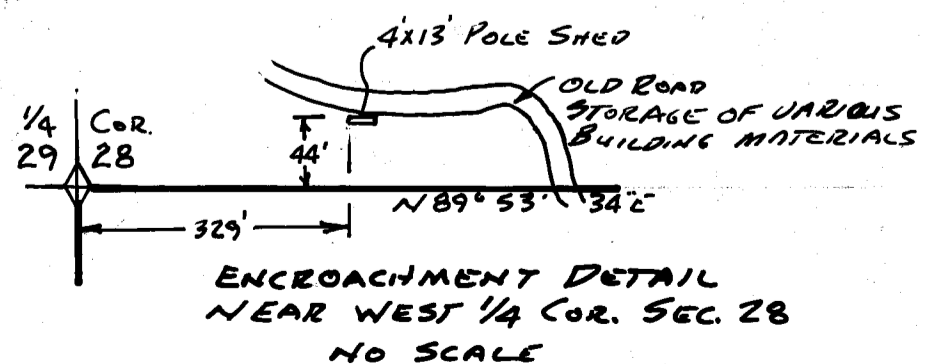 4'X13' POLE SHED
OLD ROAD
STORAGE OF VARIOUS
BUILDING MATERIALS
1/4 COR.
29 28
44'
N 89° 53' 34" E
329'
ENCROACHMENT DETAIL
NEAR WEST 1/4 COR. SEC. 28
NO SCALE